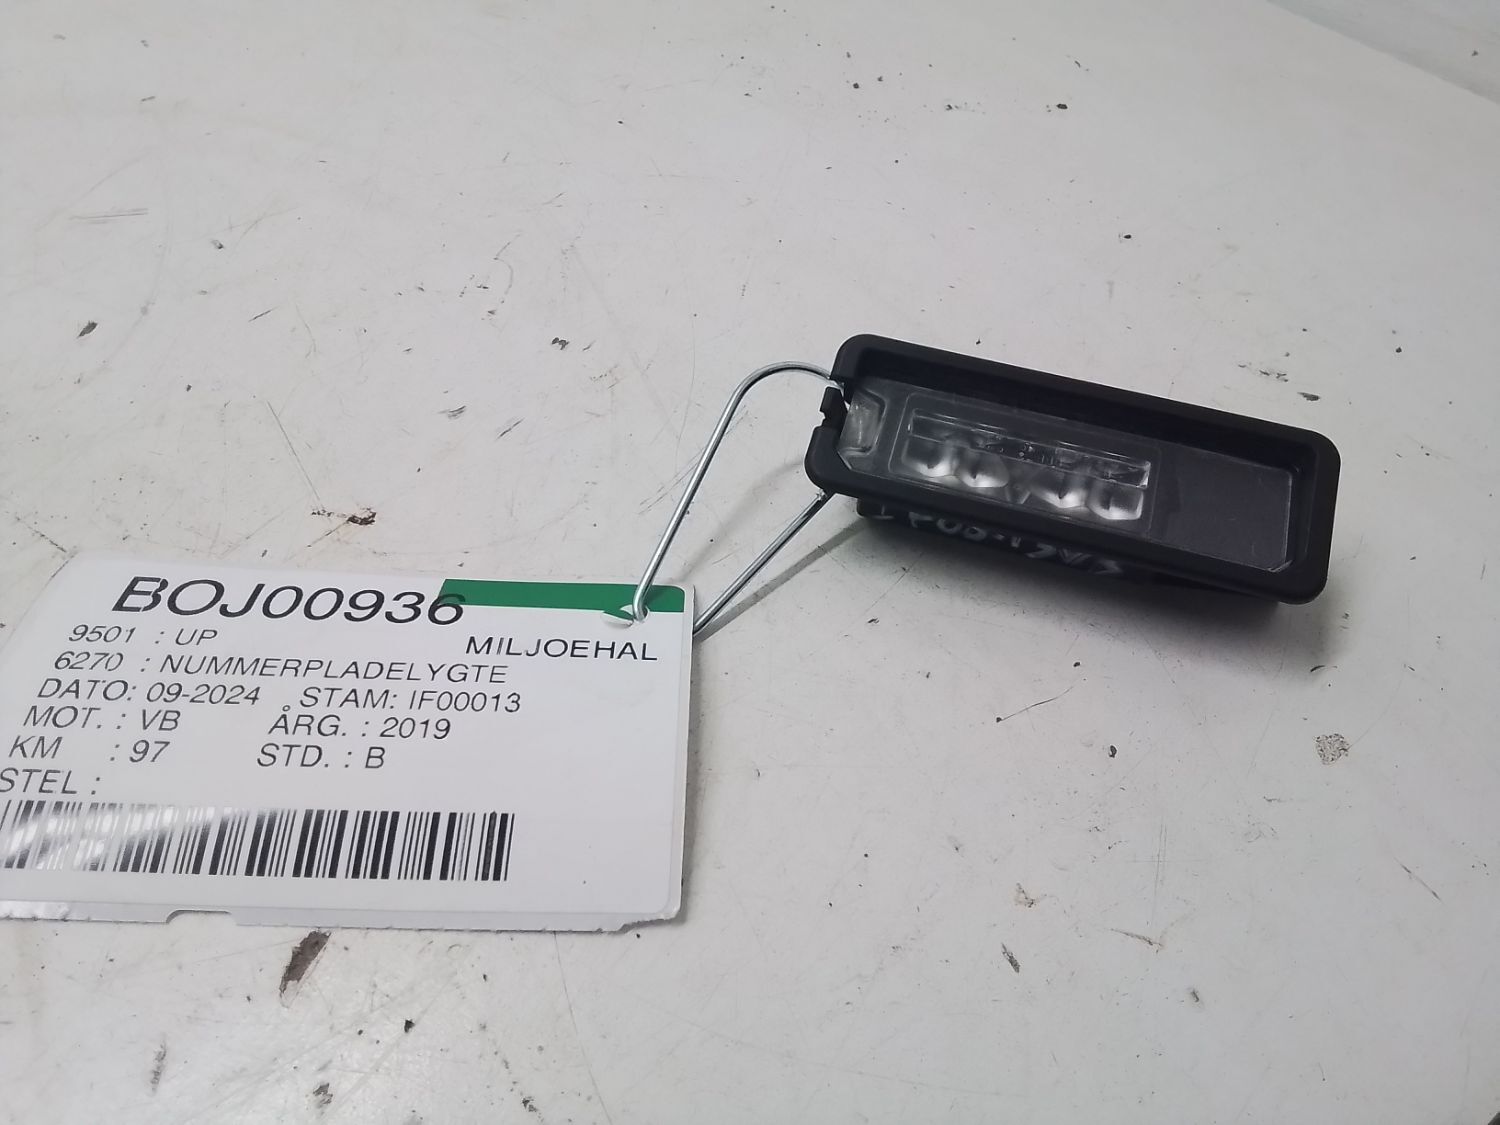 BOJ00936
MILJOEHAL
9501 : UP
6270 : NUMMERPLADELYGTE
DATO: 09-2024 STAM: IF00013
MOT. : VB ÅRG. : 2019
KM : 97 STD. : B
STEL :